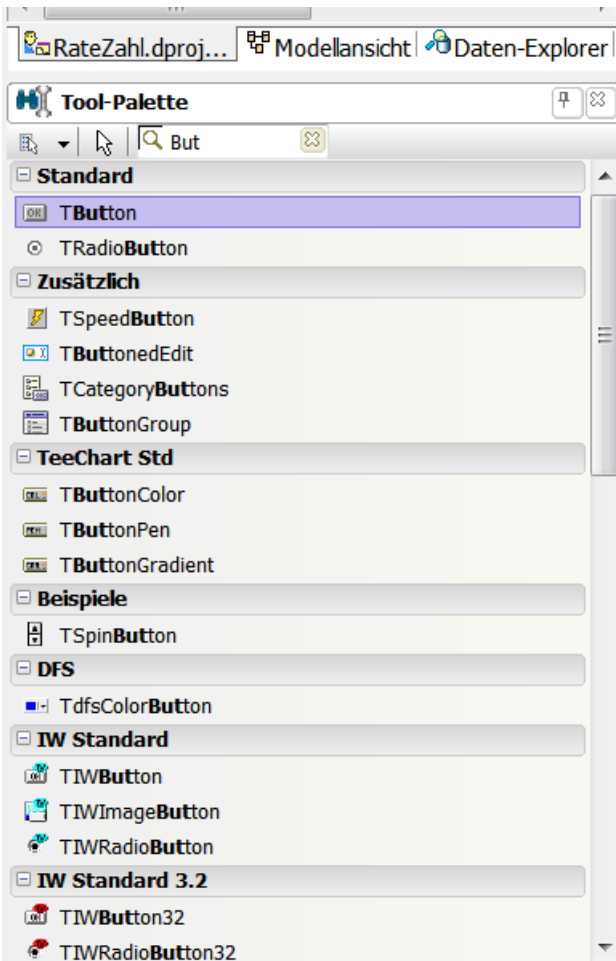 RateZahl.dproj... Modellansicht Daten-Explorer
Tool-Palette
But
Standard
TButton
TRadioButton
Zusätzlich
TSpeedButton
TButtonedEdit
TCategoryButtons
TButtonGroup
TeeChart Std
TButtonColor
TButtonPen
TButtonGradient
Beispiele
TSpinButton
DFS
TdfsColorButton
IW Standard
TIWButton
TIWImageButton
TIWRadioButton
IW Standard 3.2
TIWButton32
TIWRadioButton32